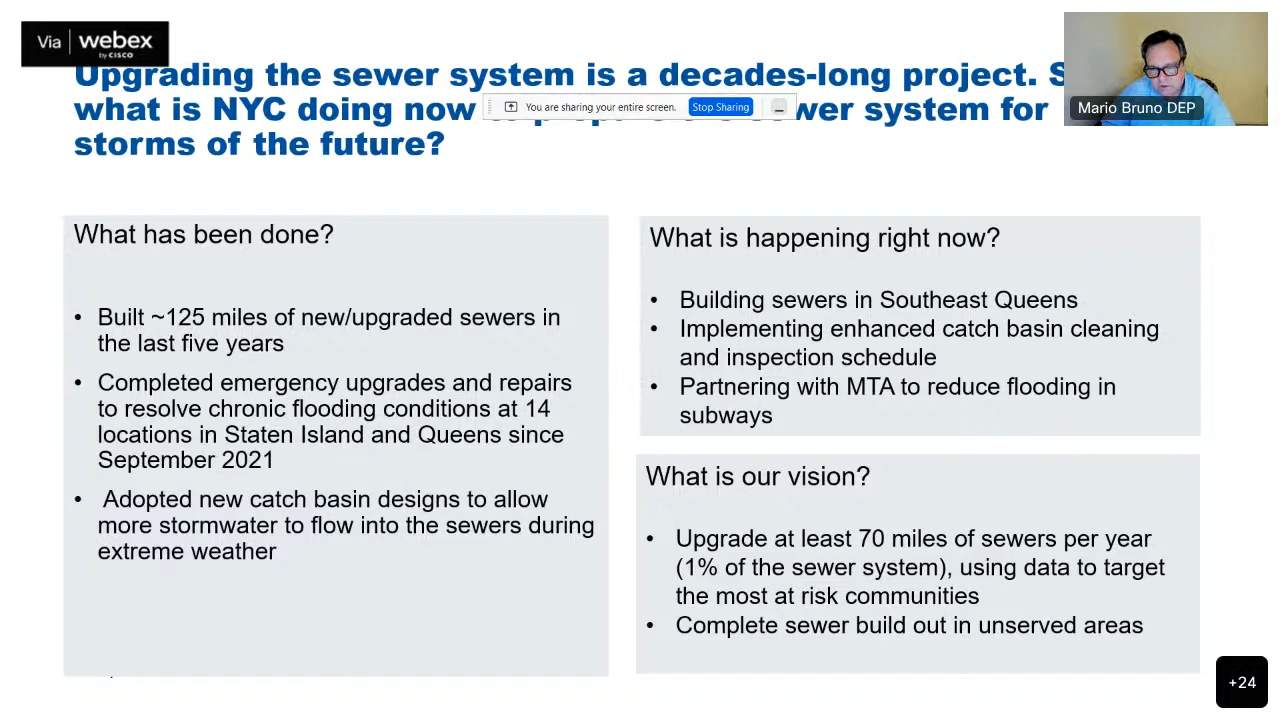 Via webex
by CISCO
Upgrading the sewer system is a decades-long project. S
what is NYC doing now
wer system for
storms of the future?
You are sharing your entire screen. Stop Sharing
Mario Bruno DEP
What has been done?
• Built ~125 miles of new/upgraded sewers in
the last five years
• Completed emergency upgrades and repairs
to resolve chronic flooding conditions at 14
locations in Staten Island and Queens since
September 2021
• Adopted new catch basin designs to allow
more stormwater to flow into the sewers during
extreme weather
What is happening right now?
• Building sewers in Southeast Queens
• Implementing enhanced catch basin cleaning
and inspection schedule
• Partnering with MTA to reduce flooding in
subways
What is our vision?
• Upgrade at least 70 miles of sewers per year
(1% of the sewer system), using data to target
the most at risk communities
• Complete sewer build out in unserved areas
+24